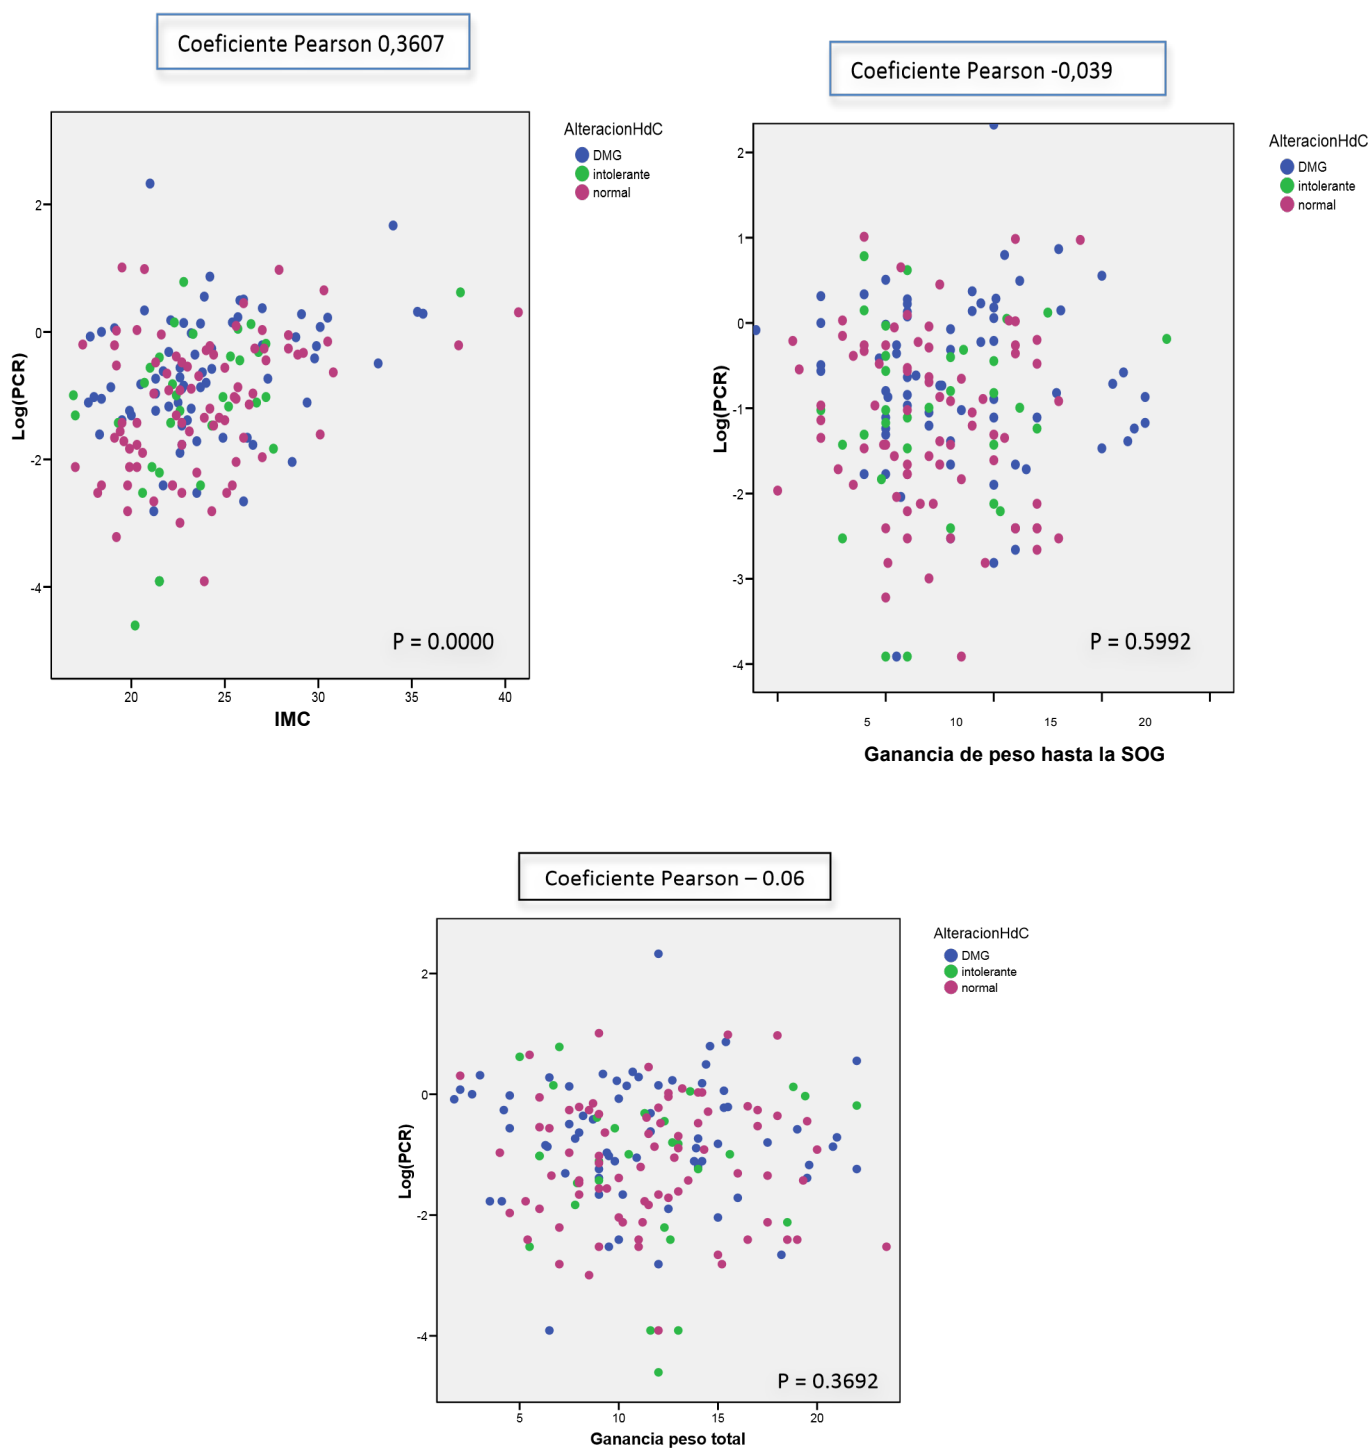 Coeficiente Pearson 0,3607
AlteracionHdC
DMG
intolerante
normal
Log(PCR)
2
0
-2
-4
P = 0.0000
20 25 30 35 40
IMC
Coeficiente Pearson -0,039
AlteracionHdC
DMG
intolerante
normal
Log(PCR)
2
1
0
-1
-2
-3
-4
P = 0.5992
5 10 15 20
Ganancia de peso hasta la SOG
Coeficiente Pearson – 0.06
AlteracionHdC
DMG
intolerante
normal
Log(PCR)
2
0
-2
-4
P = 0.3692
5 10 15 20
Ganancia peso total